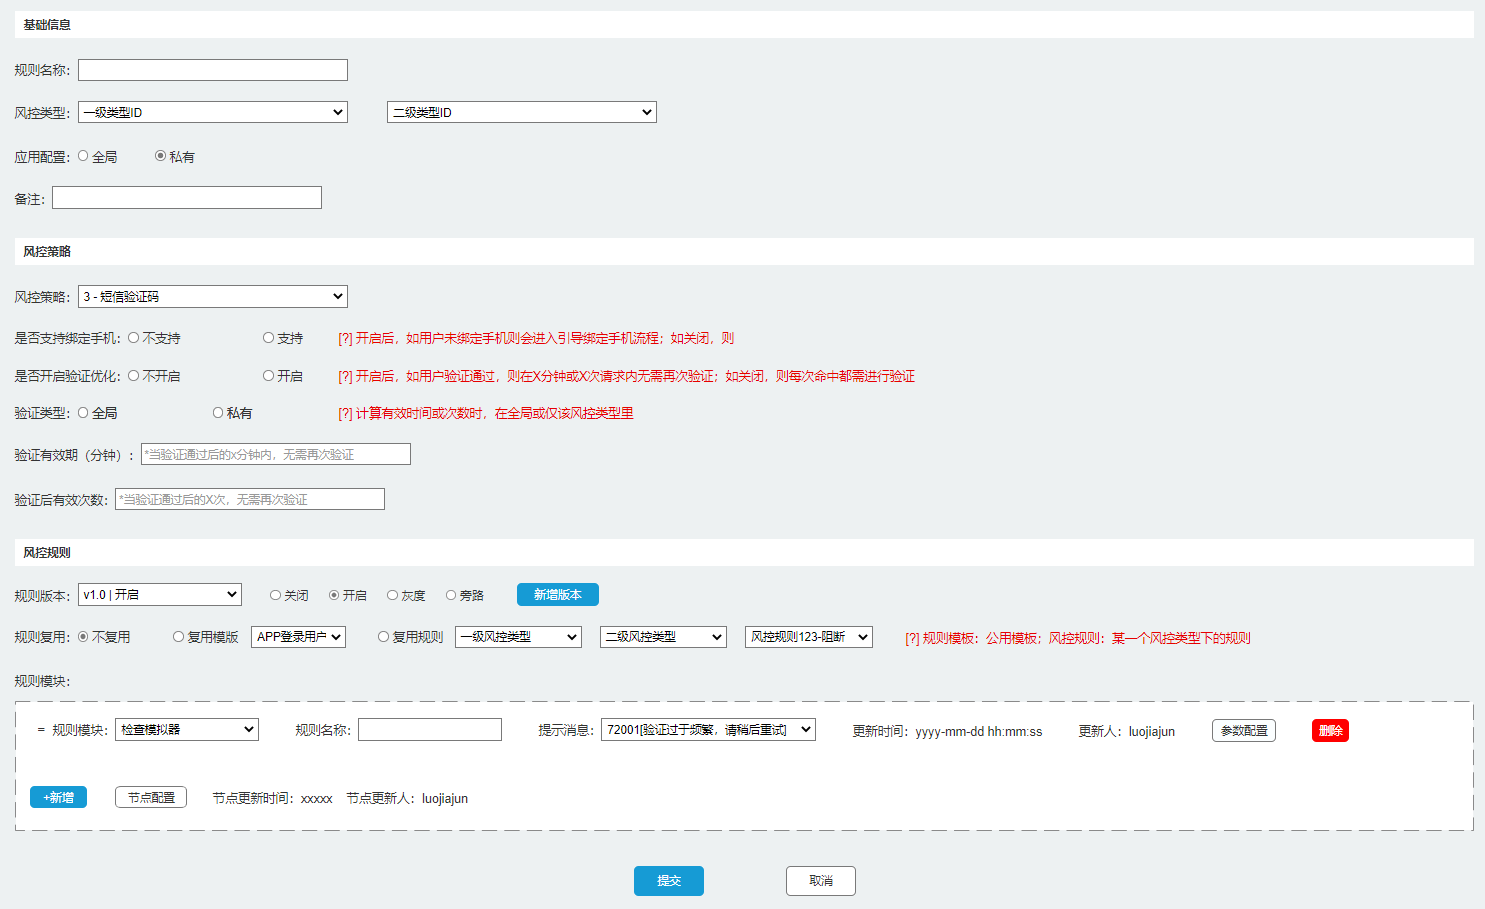 基础信息
规则名称：
风控类型： 一级类型ID 二级类型ID
应用配置： 全局 私有
备注：
风控策略
风控策略： 3 - 短信验证码
是否支持绑定手机： 不支持 支持 [?] 开启后，如用户未绑定手机则会进入引导绑定手机流程；如关闭，则
是否开启验证优化： 不开启 开启 [?] 开启后，如用户验证通过，则在X分钟或X次请求内无需再次验证；如关闭，则每次命中都需进行验证
验证类型： 全局 私有 [?] 计算有效时间或次数时，在全局或仅该风控类型里
验证有效期（分钟）： *当验证通过后的x分钟内，无需再次验证
验证后有效次数： *当验证通过后的X次，无需再次验证
风控规则
规则版本： v1.0 | 开启 关闭 开启 灰度 旁路 新增版本
规则复用： 不复用 复用模版 APP登录用户 复用规则 一级风控类型 二级风控类型 风控规则123-阻断 [?] 规则模板：公用模板；风控规则：某一个风控类型下的规则
规则模块：
= 规则模块： 检查模拟器 规则名称： 提示消息： 72001[验证过于频繁，请稍后重试] 更新时间：yyyy-mm-dd hh:mm:ss 更新人：luojiajun 参数配置 删除
+新增 节点配置 节点更新时间：xxxxx 节点更新人：luojiajun
提交 取消